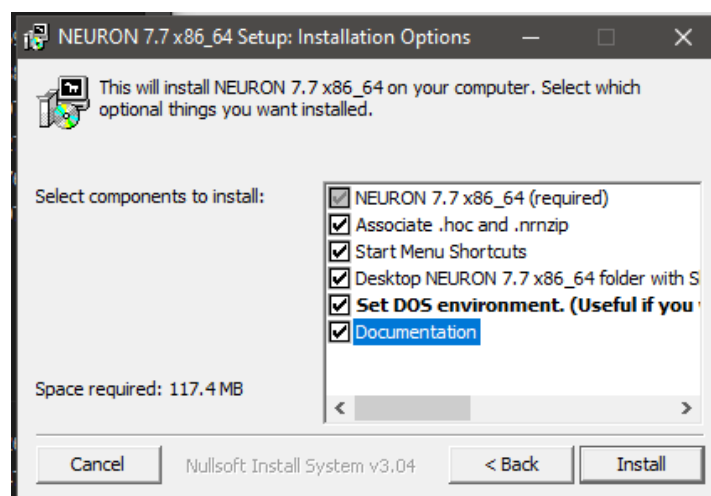 NEURON 7.7 x86_64 Setup: Installation Options
This will install NEURON 7.7 x86_64 on your computer. Select which
optional things you want installed.
Select components to install:
NEURON 7.7 x86_64 (required)
Associate .hoc and .nrnzip
Start Menu Shortcuts
Desktop NEURON 7.7 x86_64 folder with
Set DOS environment. (Useful if you
Documentation
Space required: 117.4 MB
Cancel
Nullsoft Install System v3.04
< Back
Install